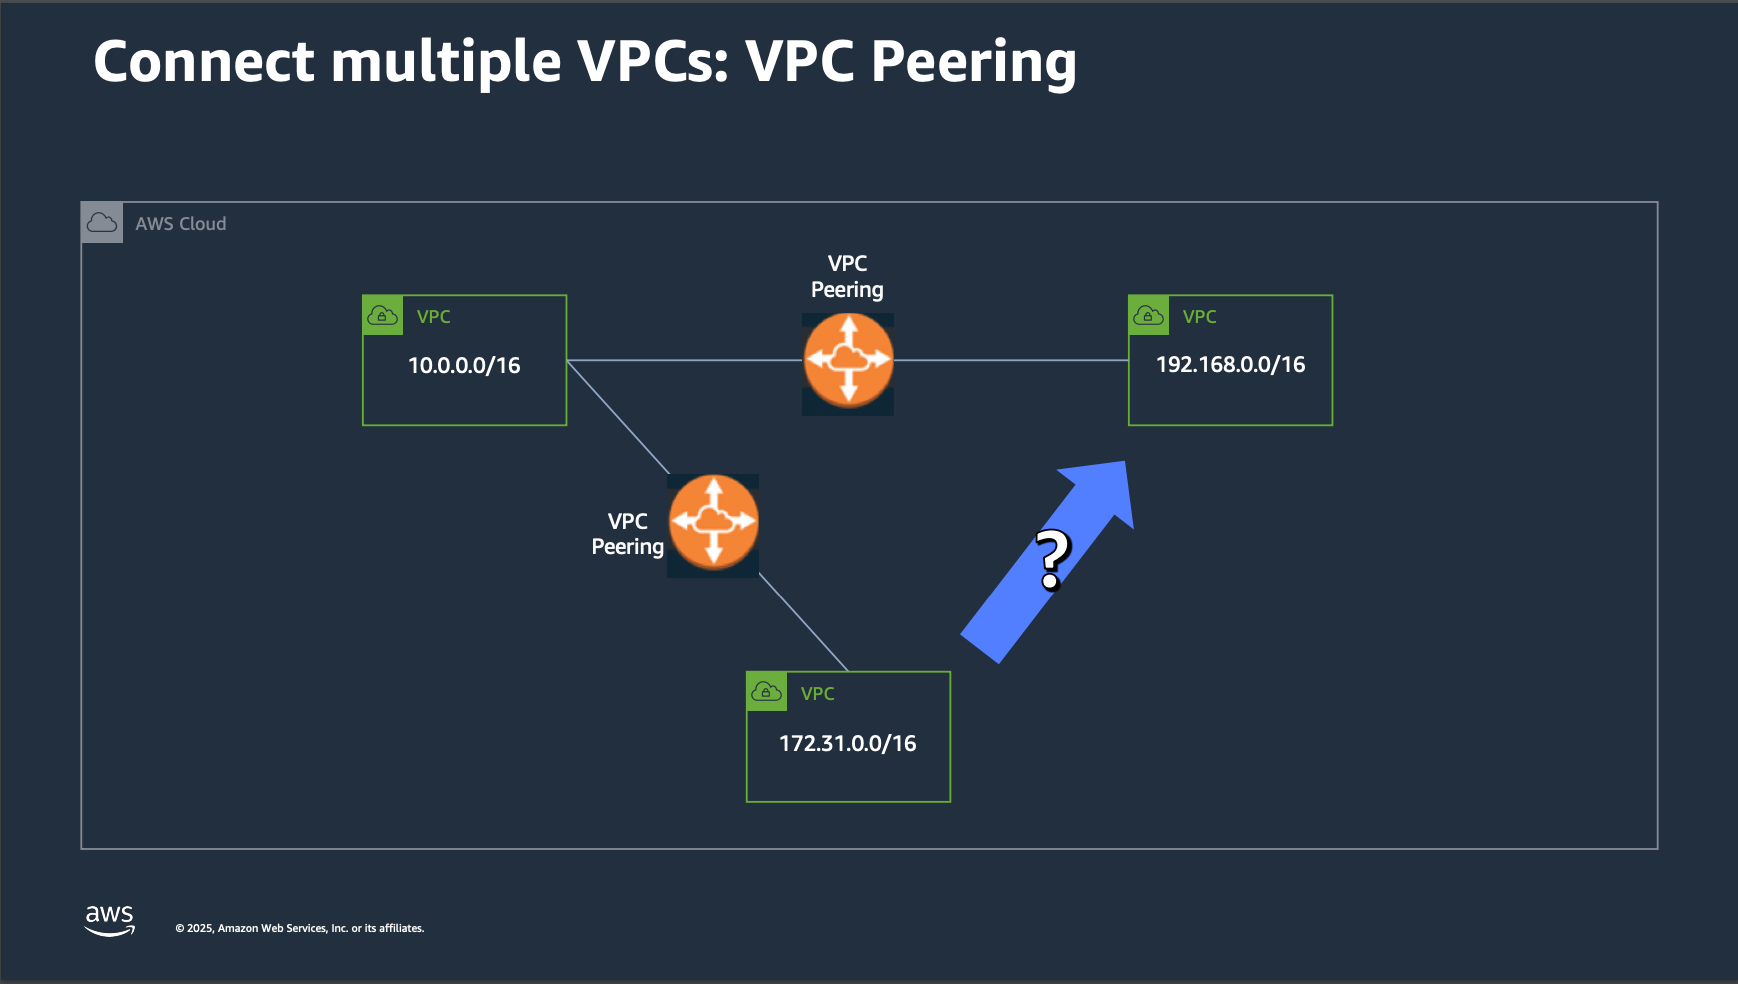 Connect multiple VPCs: VPC Peering
AWS Cloud
VPC
Peering
VPC
10.0.0.0/16
VPC
192.168.0.0/16
VPC
Peering
?
VPC
172.31.0.0/16
aws
© 2025, Amazon Web Services, Inc. or its affiliates.